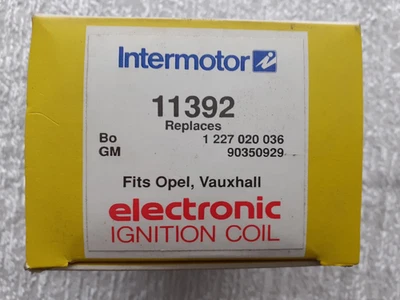 Intermotor
11392
Replaces
Bo 1 227 020 036
GM 90350929
Fits Opel, Vauxhall
electronic
IGNITION COIL